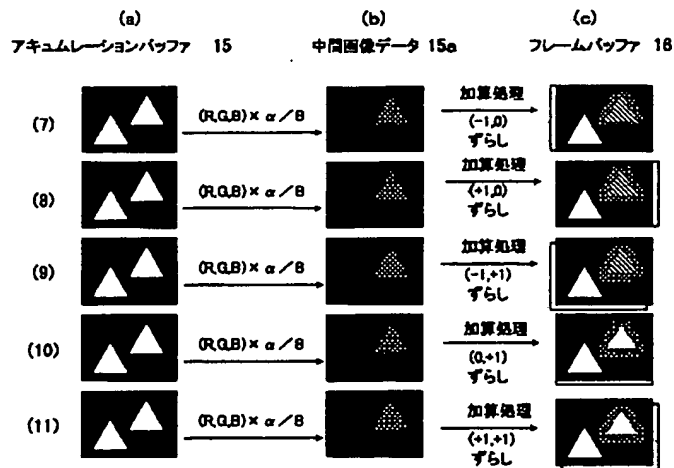 (a) (b) (c)
アキュムレーションバッファ 15 中間画像データ 15a フレームバッファ 16
(7) (R,G,B)× α／8 加算処理
(-1,0)
ずらし
(8) (R,G,B)× α／8 加算処理
(+1,0)
ずらし
(9) (R,G,B)× α／8 加算処理
(-1,+1)
ずらし
(10) (R,G,B)× α／8 加算処理
(0,+1)
ずらし
(11) (R,G,B)× α／8 加算処理
(+1,+1)
ずらし